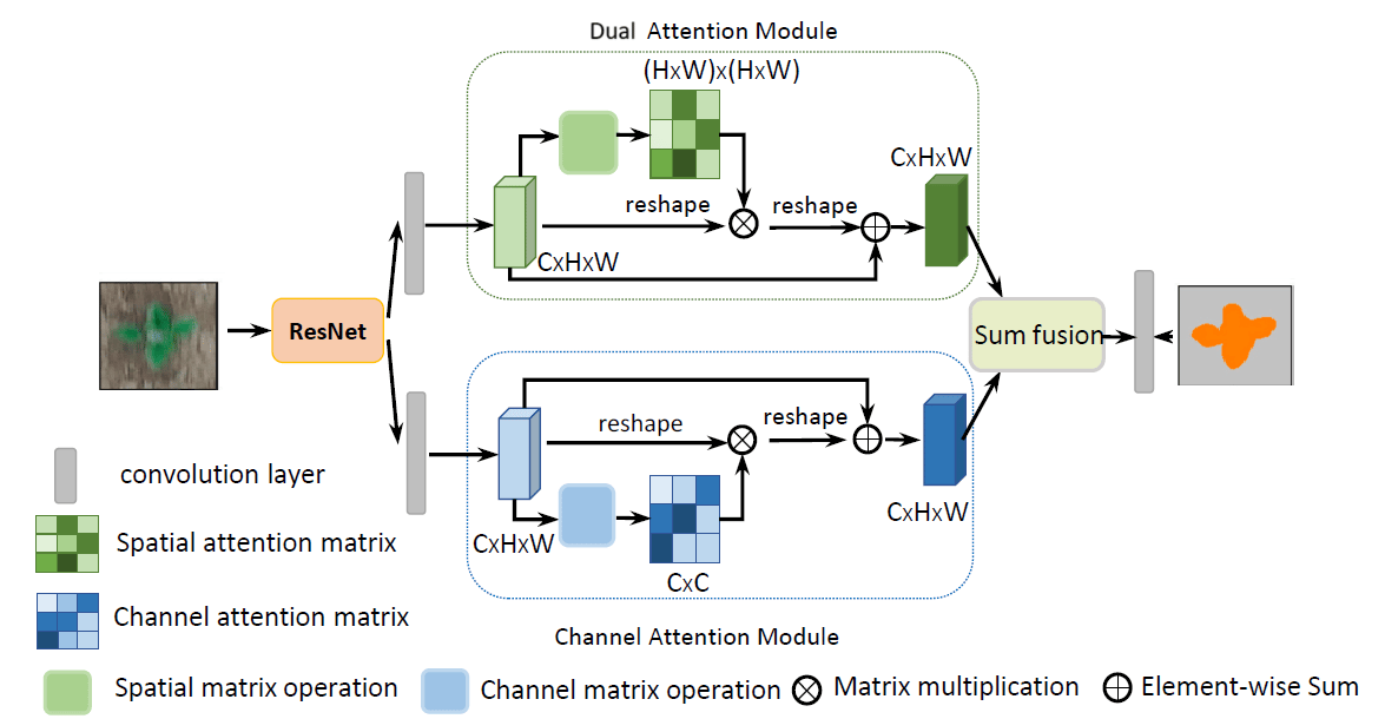 Dual Attention Module
(HxW)x(HxW)
CxHxW
reshape
reshape
CxHxW
ResNet
Sum fusion
reshape
reshape
CxHxW
CxHxW
CxC
Channel Attention Module
convolution layer
Spatial attention matrix
Channel attention matrix
Spatial matrix operation
Channel matrix operation
Matrix multiplication
Element-wise Sum